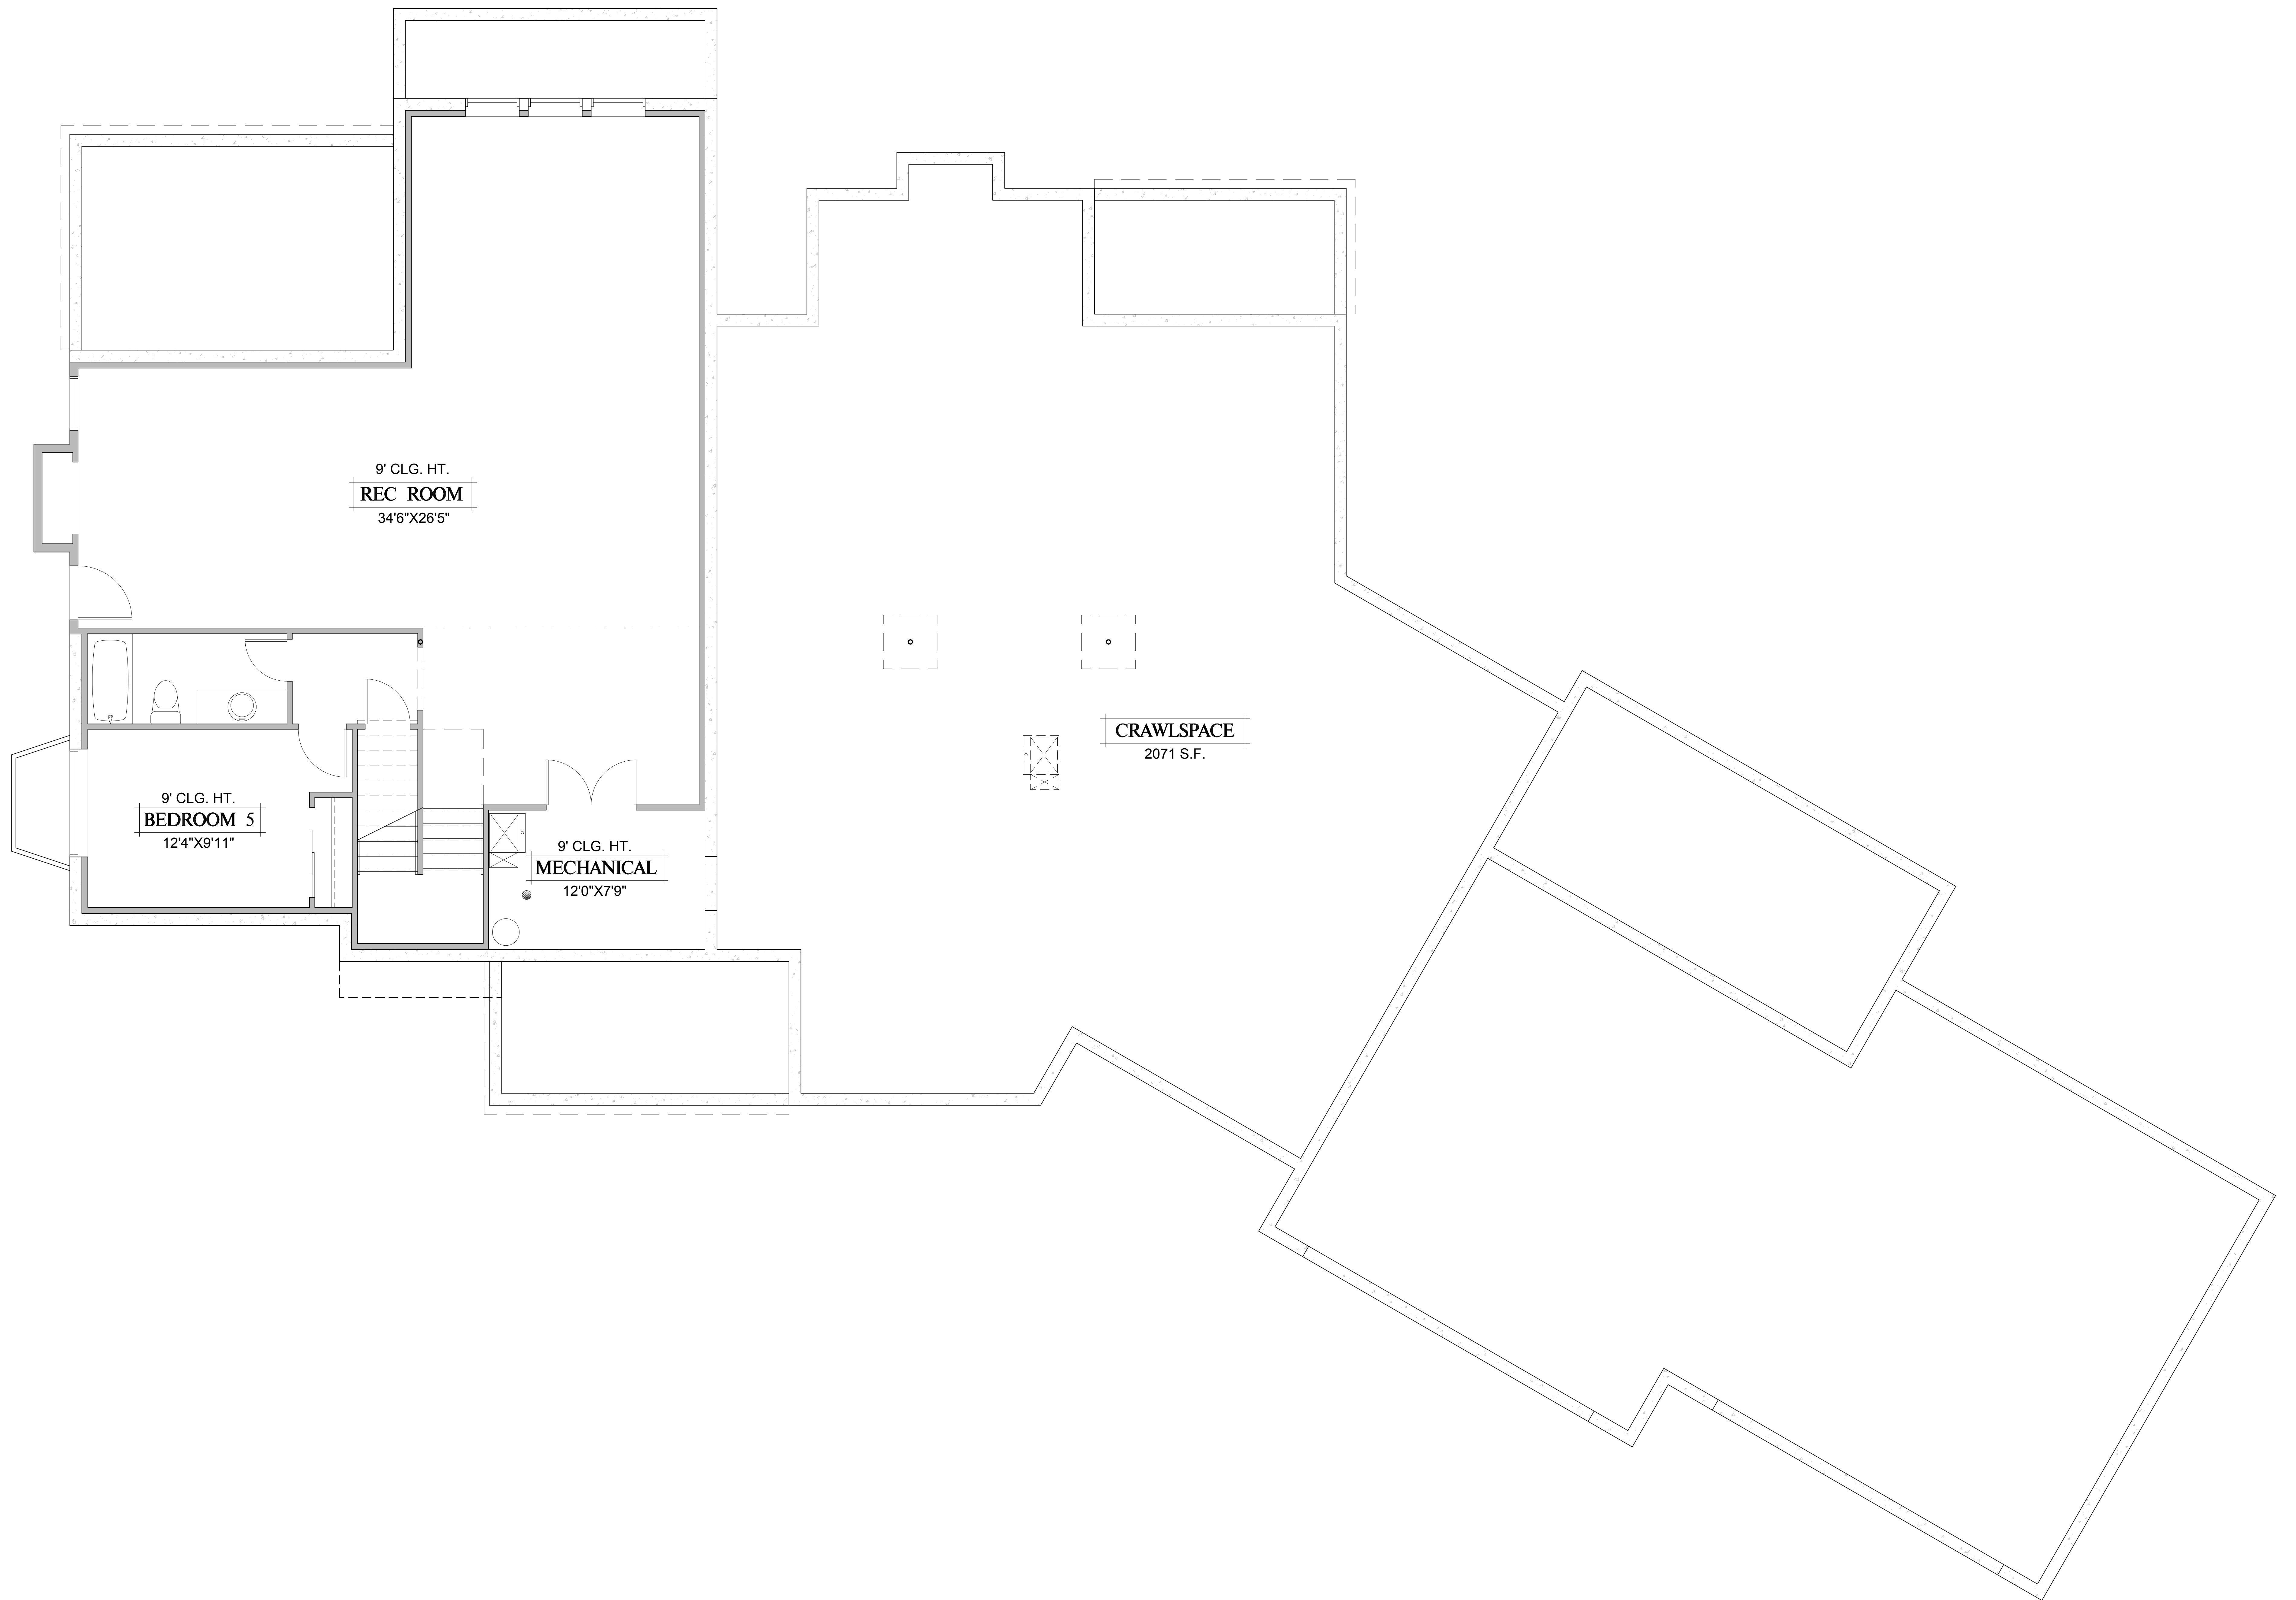 9' CLG. HT.
REC ROOM
34'6"X26'5"
CRAWLSPACE
2071 S.F.
9' CLG. HT.
BEDROOM 5
12'4"X9'11"
9' CLG. HT.
MECHANICAL
12'0"X7'9"